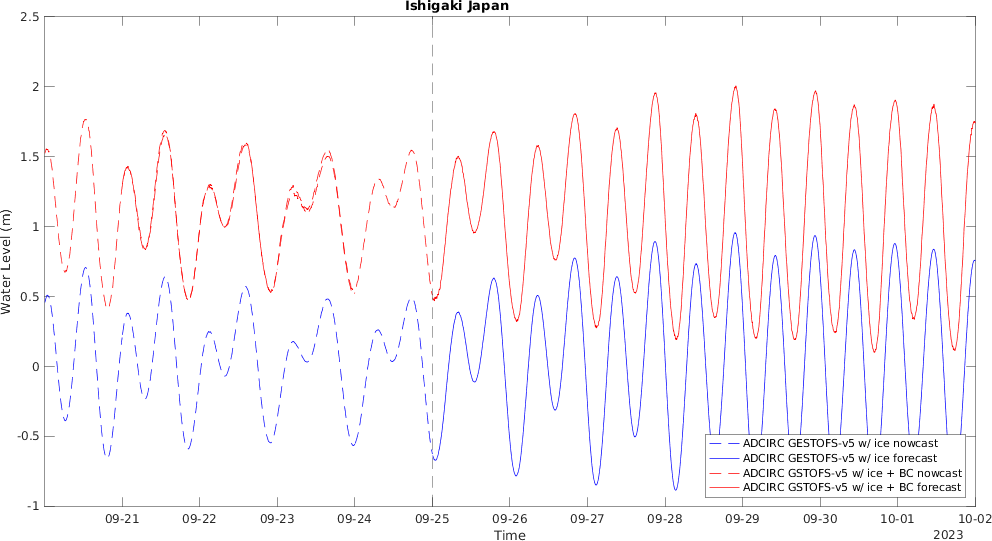 Ishigaki Japan
2.5
2
1.5
1
0.5
0
-0.5
-1
Water Level (m)
ADCIRC GESTOFS-v5 w/ ice nowcast
ADCIRC GESTOFS-v5 w/ ice forecast
ADCIRC GSTOFS-v5 w/ ice + BC nowcast
ADCIRC GSTOFS-v5 w/ ice + BC forecast
09-21 09-22 09-23 09-24 09-25 09-26 09-27 09-28 09-29 09-30 10-01 10-02
Time
2023